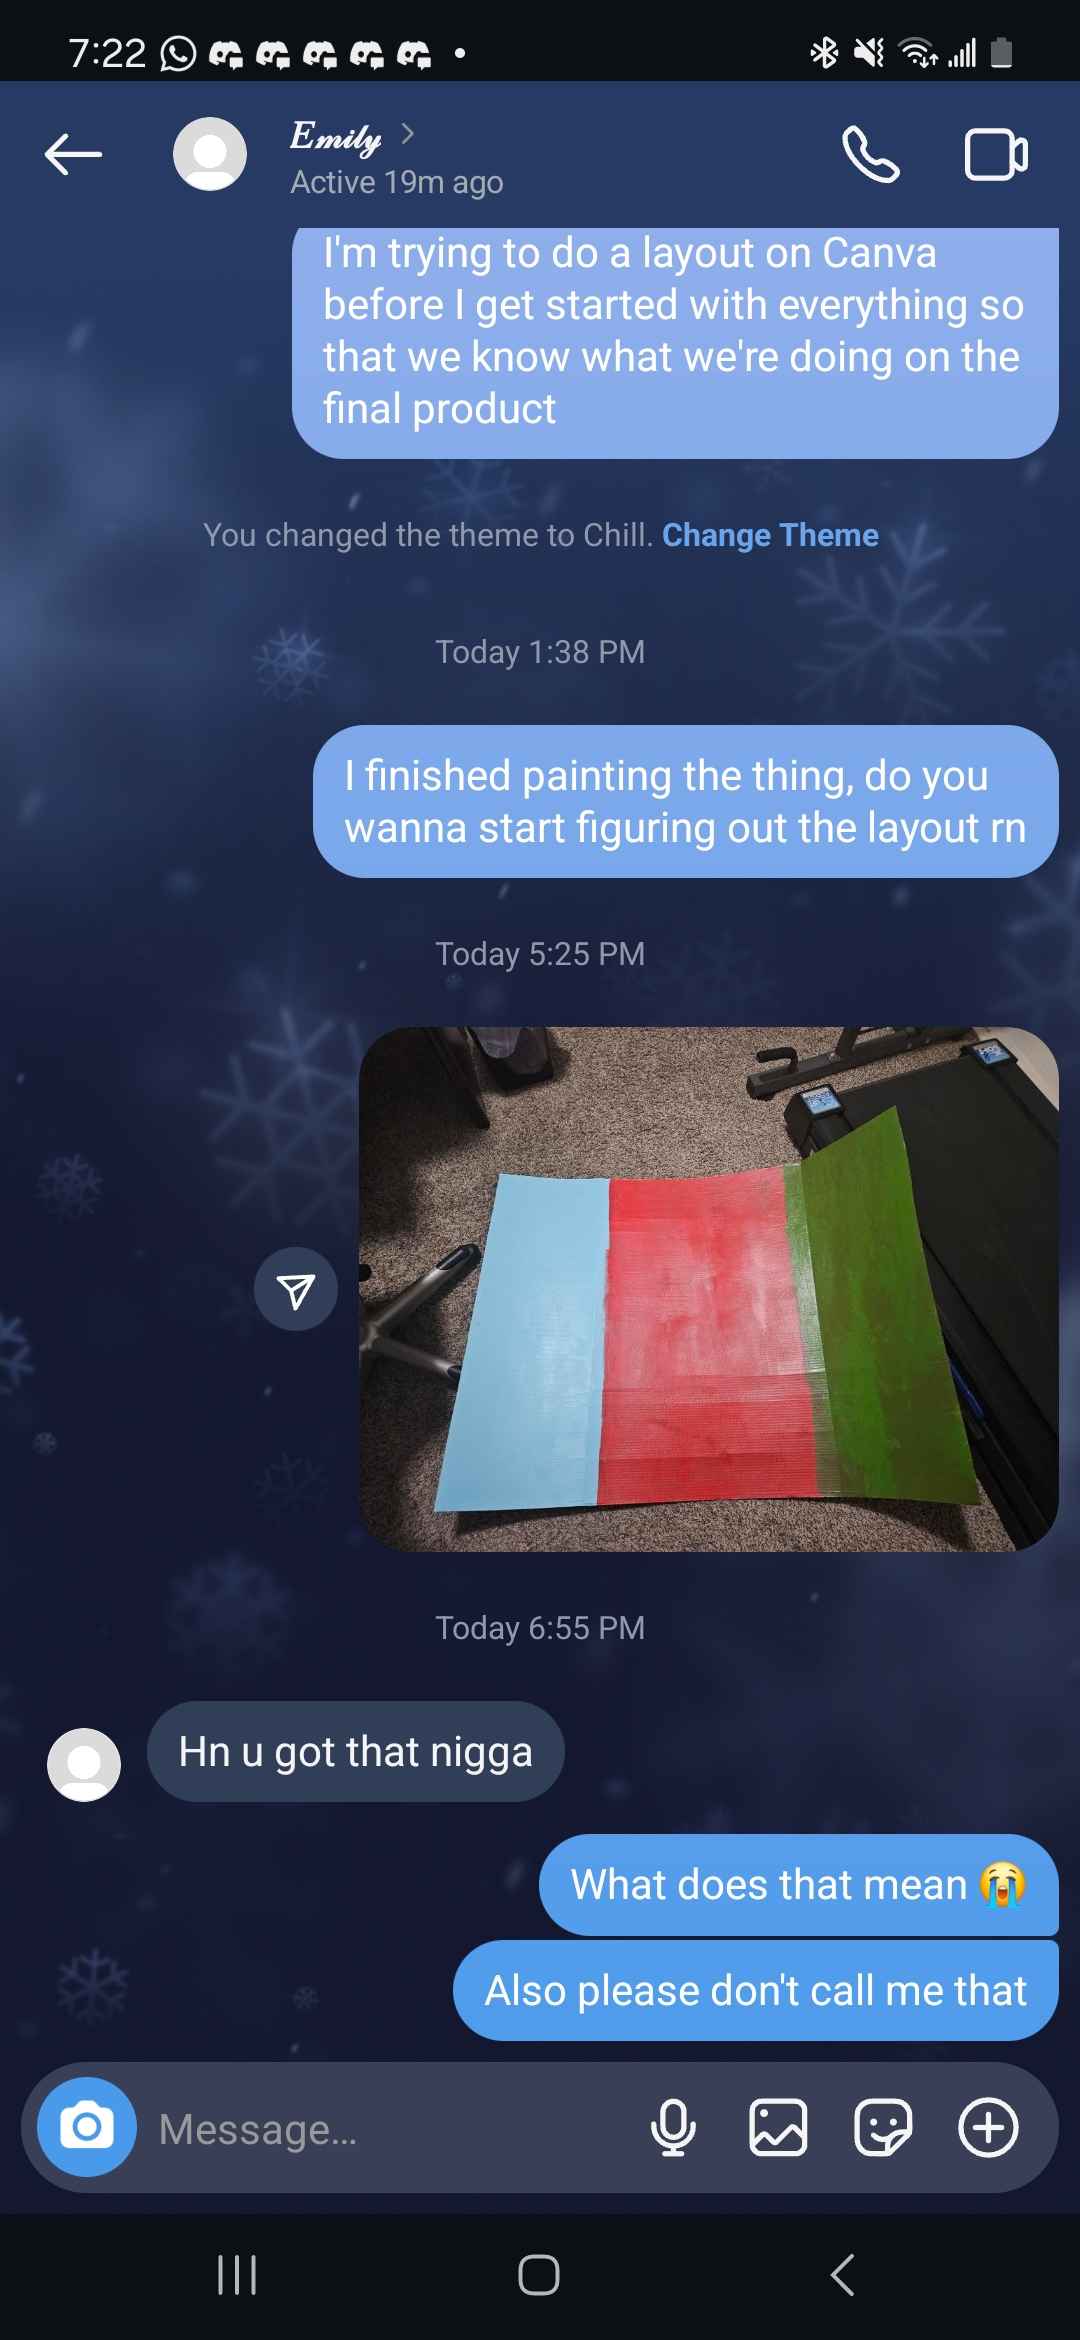 7:22
Emily
Active 19m ago
I'm trying to do a layout on Canva
before I get started with everything so
that we know what we're doing on the
final product
You changed the theme to Chill. Change Theme
Today 1:38 PM
I finished painting the thing, do you
wanna start figuring out the layout rn
Today 5:25 PM
Today 6:55 PM
Hn u got that nigga
What does that mean 😭
Also please don't call me that
Message...